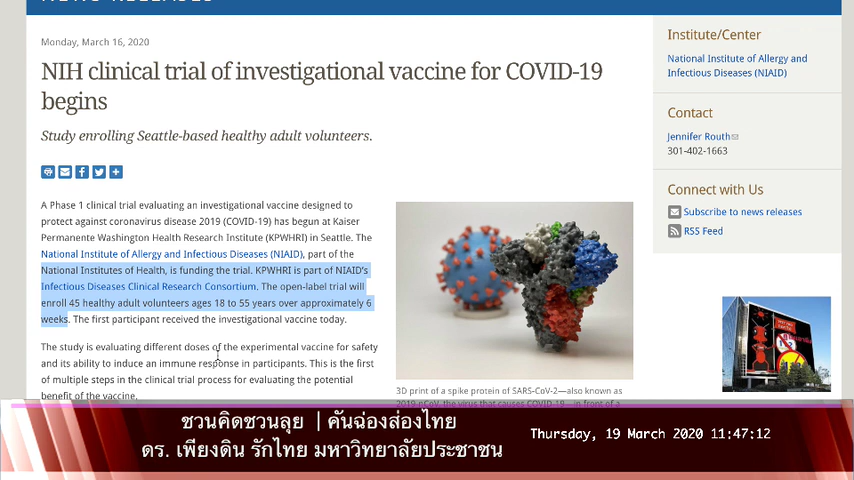 Monday, March 16, 2020
NIH clinical trial of investigational vaccine for COVID-19
begins
Study enrolling Seattle-based healthy adult volunteers.
A Phase 1 clinical trial evaluating an investigational vaccine designed to
protect against coronavirus disease 2019 (COVID-19) has begun at Kaiser
Permanente Washington Health Research Institute (KPWHRI) in Seattle. The
National Institute of Allergy and Infectious Diseases (NIAID), part of the
National Institutes of Health, is funding the trial. KPWHRI is part of NIAID's
Infectious Diseases Clinical Research Consortium. The open-label trial will
enroll 45 healthy adult volunteers ages 18 to 55 years over approximately 6
weeks. The first participant received the investigational vaccine today.
The study is evaluating different doses of the experimental vaccine for safety
and its ability to induce an immune response in participants. This is the first
of multiple steps in the clinical trial process for evaluating the potential
benefit of the vaccine.
3D print of a spike protein of SARS-CoV-2—also known as
2019-nCoV, the virus that causes COVID-19—in front of a
Institute/Center
National Institute of Allergy and
Infectious Diseases (NIAID)
Contact
Jennifer Routh
301-402-1663
Connect with Us
Subscribe to news releases
RSS Feed
ชวนคิดชวนลุย | คันฉ่องส่องไทย
ดร. เพียงดิน รักไทย มหาวิทยาลัยประชาชน
Thursday, 19 March 2020 11:47:12